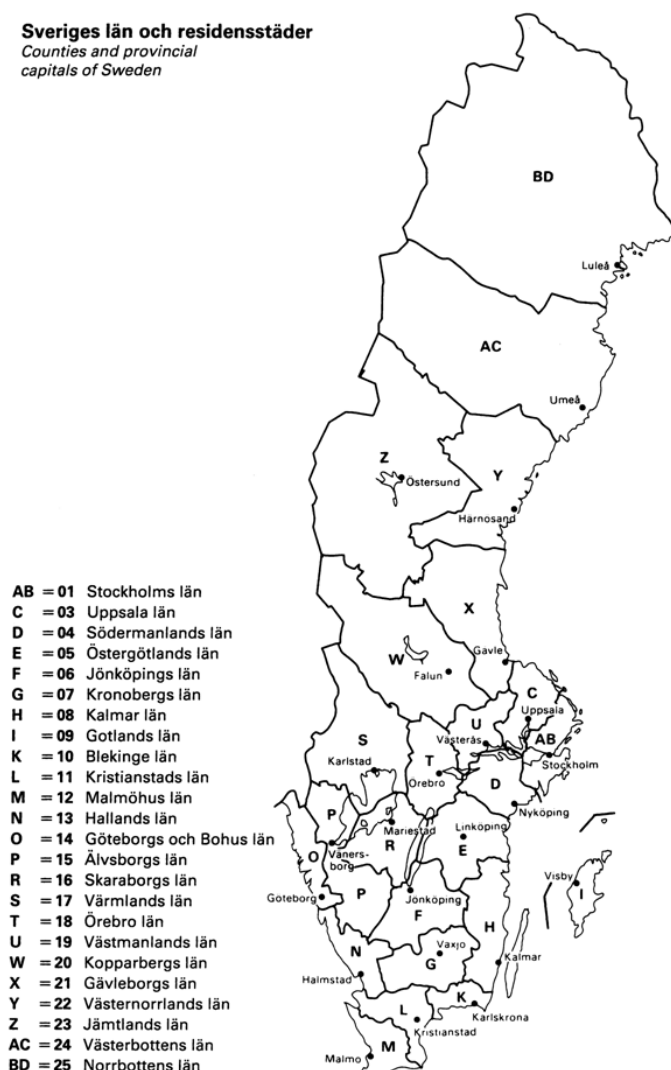 Sveriges län och residensstäder
Counties and provincial
capitals of Sweden
BD
Luleå
AC
Umeå
Z
Östersund
Y
Härnosand
AB = 01 Stockholms län
C = 03 Uppsala län
D = 04 Södermanlands län
E = 05 Östergötlands län
F = 06 Jönköpings län
G = 07 Kronobergs län
H = 08 Kalmar län
I = 09 Gotlands län
K = 10 Blekinge län
L = 11 Kristianstads län
M = 12 Malmöhus län
N = 13 Hallands län
O = 14 Göteborgs och Bohus län
P = 15 Älvsborgs län
R = 16 Skaraborgs län
S = 17 Värmlands län
T = 18 Örebro län
U = 19 Västmanlands län
W = 20 Kopparbergs län
X = 21 Gävleborgs län
Y = 22 Västernorrlands län
Z = 23 Jämtlands län
AC = 24 Västerbottens län
BD = 25 Norrbottens län
X
W
Gavle
Falun
C
Uppsala
U
Västerås
AB
Stockholm
S
Karlstad
T
Örebro
D
Nyköping
P
Mariestad
R
Linköping
E
Väners-
borg
O
Göteborg
P
Jönköping
F
Visby
I
H
N
Växjo
G
Kalmar
Halmstad
K
Karlskrona
L
Kristianstad
M
Malmo